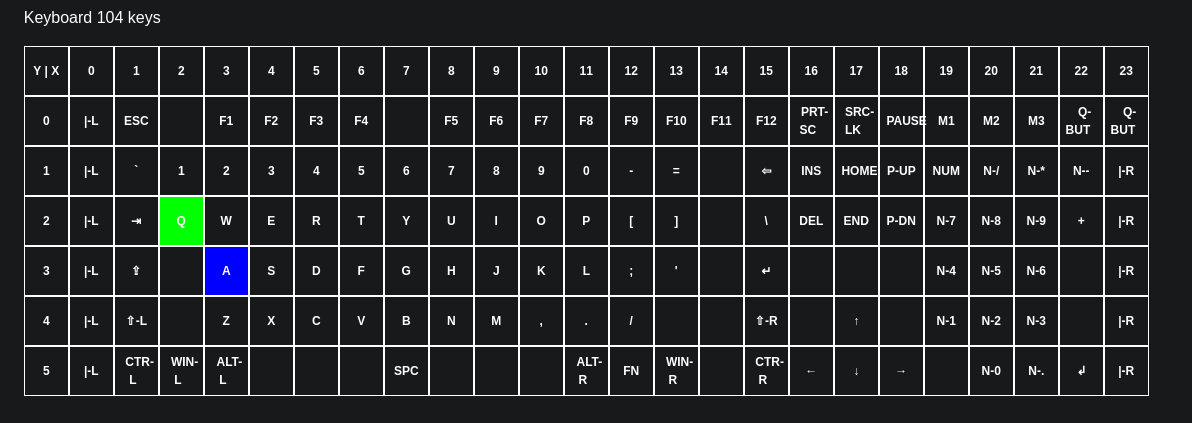 Keyboard 104 keys
Y | X 0 1 2 3 4 5 6 7 8 9 10 11 12 13 14 15 16 17 18 19 20 21 22 23
0 |-L ESC F1 F2 F3 F4 F5 F6 F7 F8 F9 F10 F11 F12 PRT-SC SRC-LK PAUSE M1 M2 M3 Q-BUT Q-BUT
1 |-L ` 1 2 3 4 5 6 7 8 9 0 - = ⇦ INS HOME P-UP NUM N-/ N-* N-- |-R
2 |-L ⇥ Q W E R T Y U I O P [ ] \ DEL END P-DN N-7 N-8 N-9 + |-R
3 |-L ⇧ A S D F G H J K L ; ' ↵ N-4 N-5 N-6 |-R
4 |-L ⇧-L Z X C V B N M , . / ⇧-R ↑ N-1 N-2 N-3 |-R
5 |-L CTR-L WIN-L ALT-L SPC ALT-R FN WIN-R CTR-R ← ↓ → N-0 N-. ↲ |-R